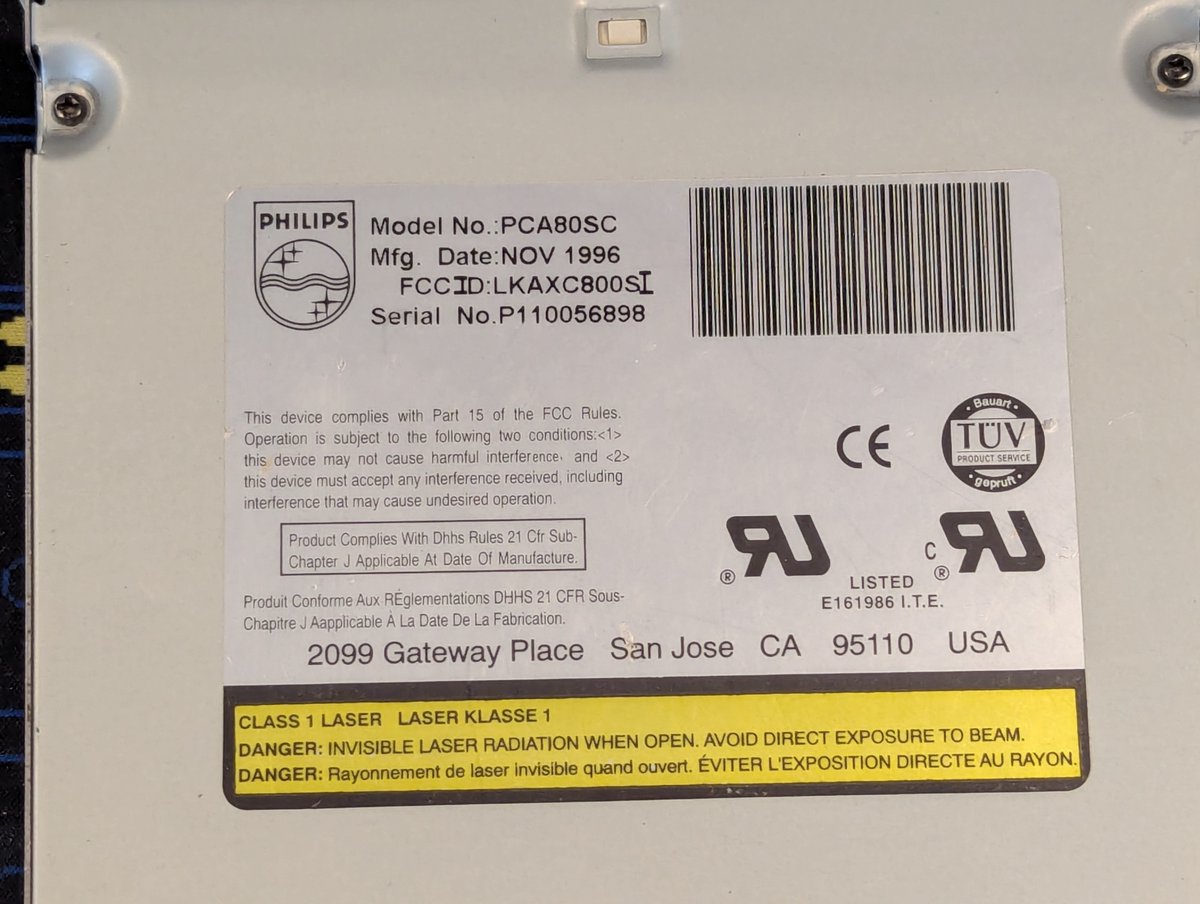 PHILIPS
Model No.:PCA80SC
Mfg. Date:NOV 1996
FCCID:LKAXC800SI
Serial No.P110056898
This device complies with Part 15 of the FCC Rules.
Operation is subject to the following two conditions:<1>
this device may not cause harmful interference, and <2>
this device must accept any interference received, including
interference that may cause undesired operation.
Product Complies With Dhhs Rules 21 Cfr Sub-
Chapter J Applicable At Date Of Manufacture.
Produit Conforme Aux RÉglementations DHHS 21 CFR Sous-
Chapitre J Aapplicable À La Date De La Fabrication.
CE
Bauart
TÜV
PRODUCT SERVICE
gepruft
RU ®
C RU ®
LISTED
E161986 I.T.E.
2099 Gateway Place San Jose CA 95110 USA
CLASS 1 LASER LASER KLASSE 1
DANGER: INVISIBLE LASER RADIATION WHEN OPEN. AVOID DIRECT EXPOSURE TO BEAM.
DANGER: Rayonnement de laser invisible quand ouvert. ÉVITER L'EXPOSITION DIRECTE AU RAYON.